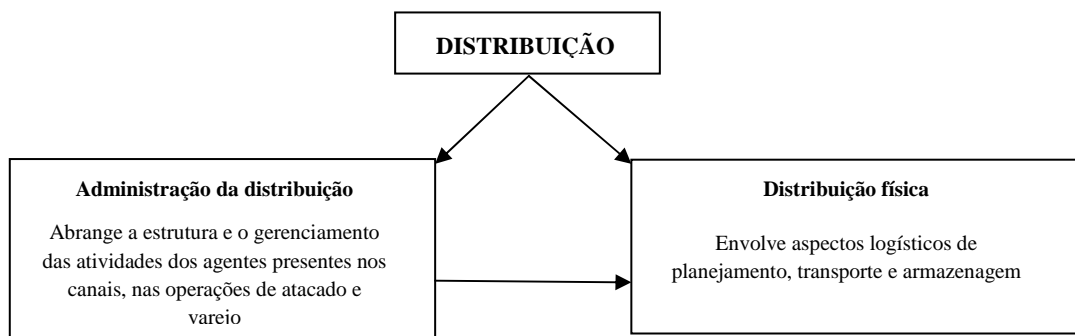 DISTRIBUIÇÃO
Administração da distribuição
Abrange a estrutura e o gerenciamento
das atividades dos agentes presentes nos
canais, nas operações de atacado e
varejo
Distribuição física
Envolve aspectos logísticos de
planejamento, transporte e armazenagem